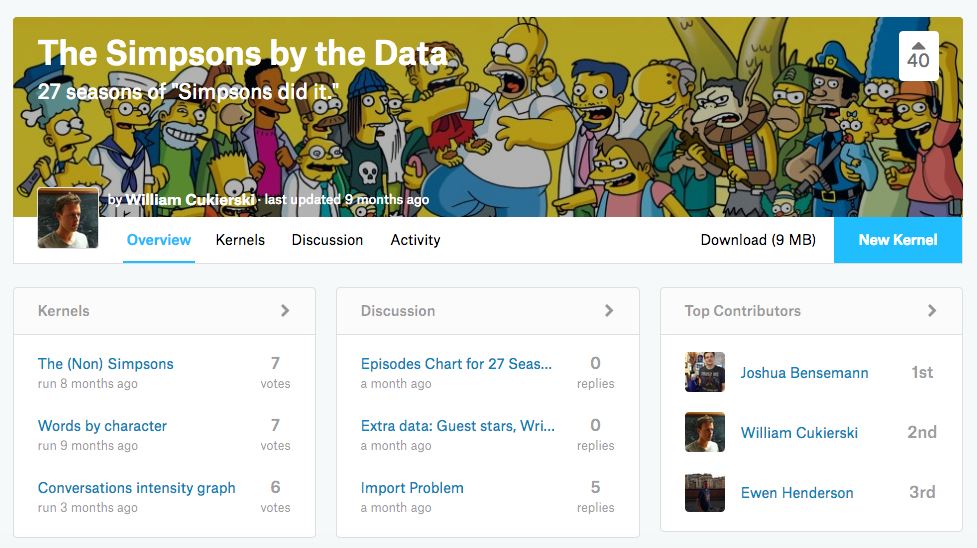 The Simpsons by the Data
40
27 seasons of "Simpsons did it."
by William Cukierski · last updated 9 months ago
Overview Kernels Discussion Activity Download (9 MB) New Kernel
Kernels
The (Non) Simpsons 7
run 8 months ago votes
Words by character 7
run 9 months ago votes
Conversations intensity graph 6
run 3 months ago votes
Discussion
Episodes Chart for 27 Seas... 0
a month ago replies
Extra data: Guest stars, Wri... 0
a month ago replies
Import Problem 5
a month ago replies
Top Contributors
Joshua Bensemann 1st
William Cukierski 2nd
Ewen Henderson 3rd